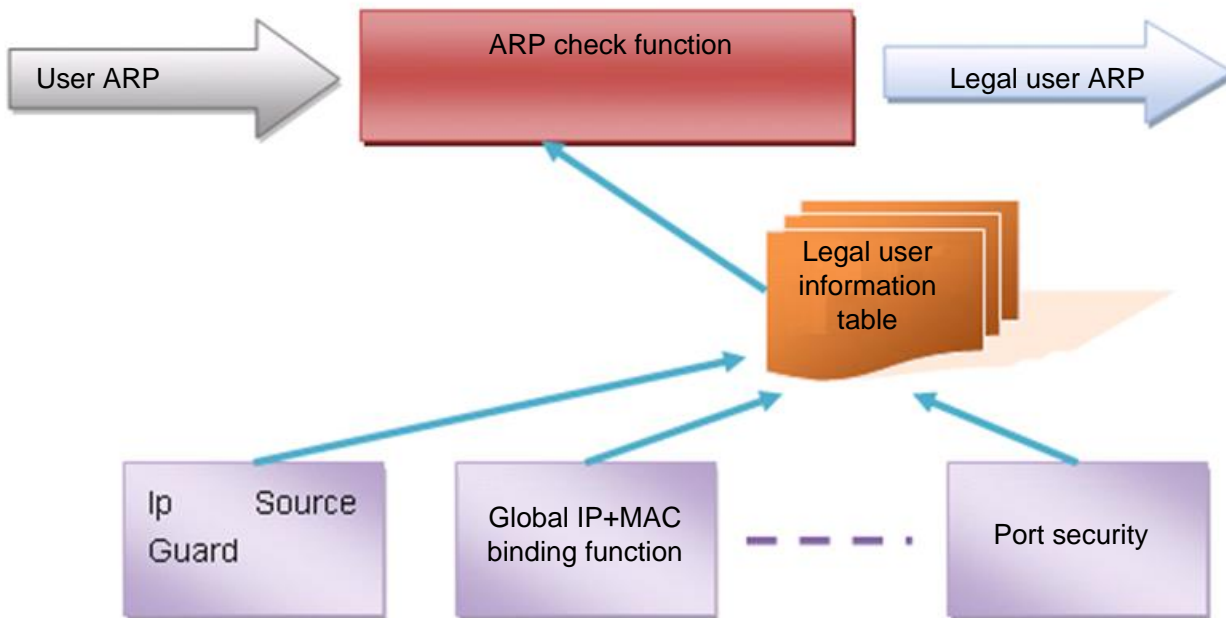 User ARP
ARP check function
Legal user ARP
Legal user
information
table
Ip Source
Guard
Global IP+MAC
binding function
Port security